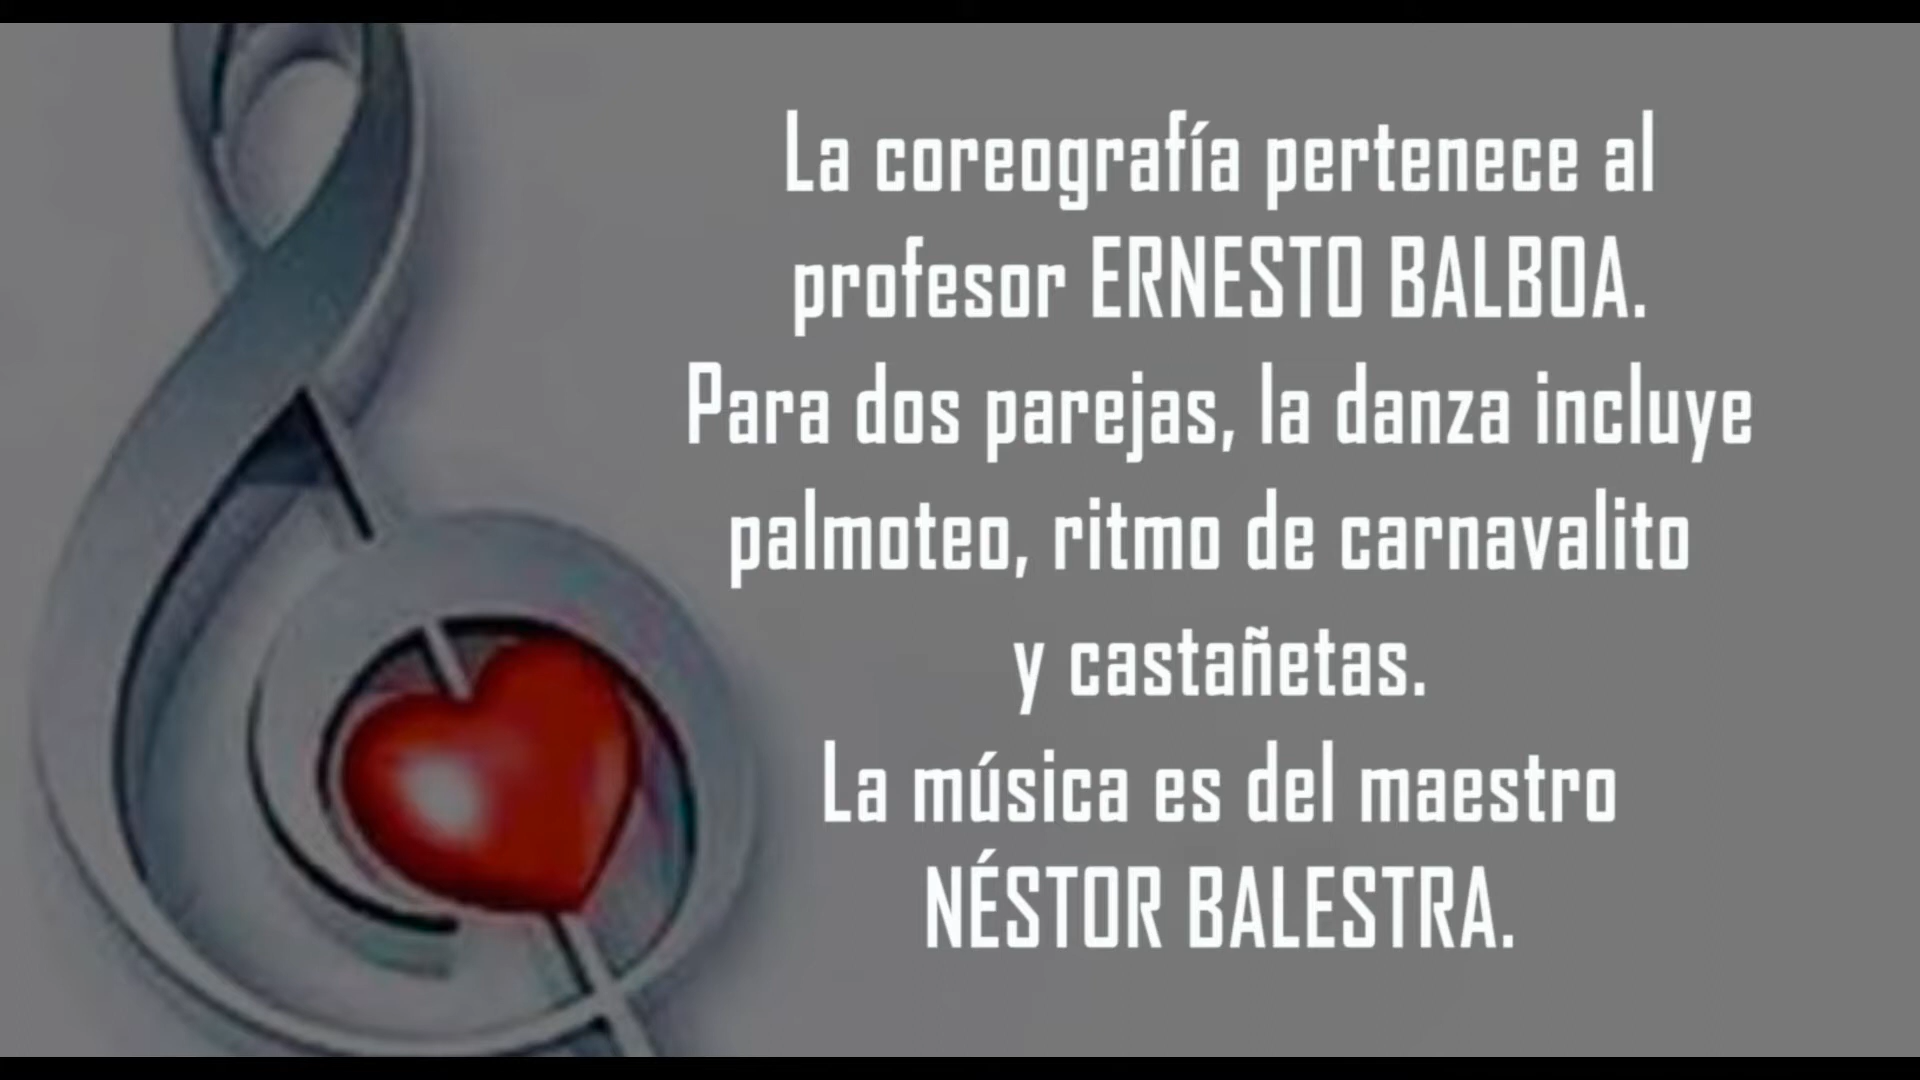 La coreografía pertenece al
profesor ERNESTO BALBOA.
Para dos parejas, la danza incluye
palmoteo, ritmo de carnavalito
y castañetas.
La música es del maestro
NÉSTOR BALESTRA.